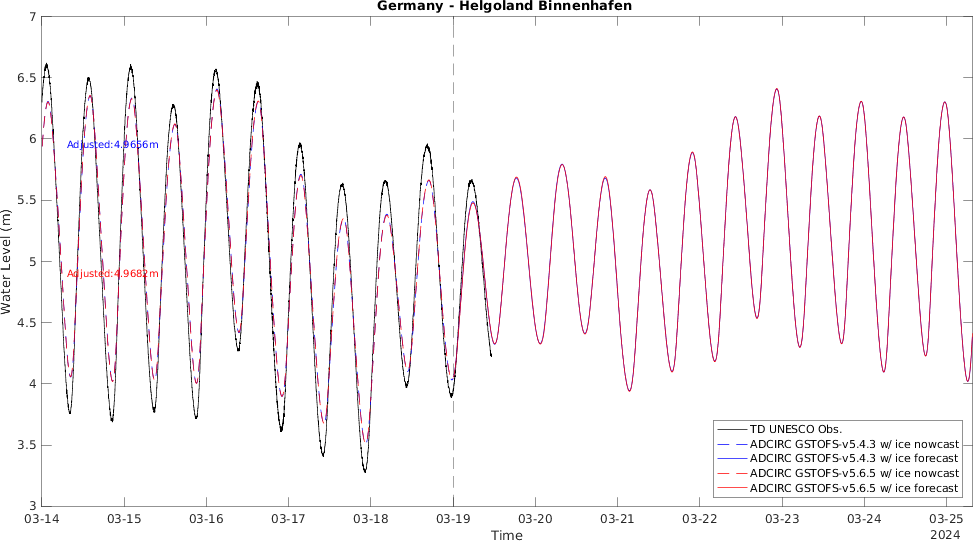 Germany - Helgoland Binnenhafen
7
6.5
6
5.5
5
4.5
4
3.5
3
Water Level (m)
Adjusted:4.9656m
Adjusted:4.9682m
TD UNESCO Obs.
ADCIRC GSTOFS-v5.4.3 w/ ice nowcast
ADCIRC GSTOFS-v5.4.3 w/ ice forecast
ADCIRC GSTOFS-v5.6.5 w/ ice nowcast
ADCIRC GSTOFS-v5.6.5 w/ ice forecast
03-14 03-15 03-16 03-17 03-18 03-19 03-20 03-21 03-22 03-23 03-24 03-25
Time
2024